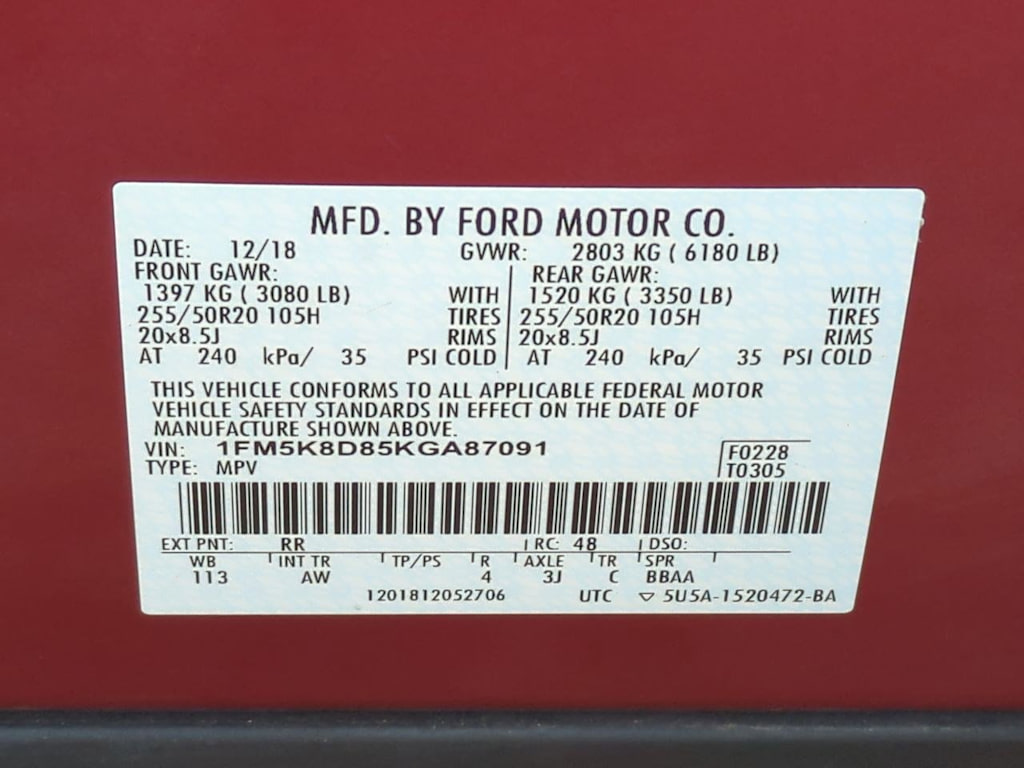 MFD. BY FORD MOTOR CO.
DATE: 12/18 GVWR: 2803 KG ( 6180 LB)
FRONT GAWR: REAR GAWR:
1397 KG ( 3080 LB) WITH 1520 KG ( 3350 LB) WITH
255/50R20 105H TIRES 255/50R20 105H TIRES
20x8.5J RIMS 20x8.5J RIMS
AT 240 kPa/ 35 PSI COLD AT 240 kPa/ 35 PSI COLD
THIS VEHICLE CONFORMS TO ALL APPLICABLE FEDERAL MOTOR
VEHICLE SAFETY STANDARDS IN EFFECT ON THE DATE OF
MANUFACTURE SHOWN ABOVE.
VIN: 1FM5K8D85KGA87091 F0228
TYPE: MPV T0305
EXT PNT: RR RC: 48 DSO:
WB INT TR TP/PS R AXLE TR SPR
113 AW 4 3J C BBAA
1201812052706 UTC ▽ 5U5A-1520472-BA